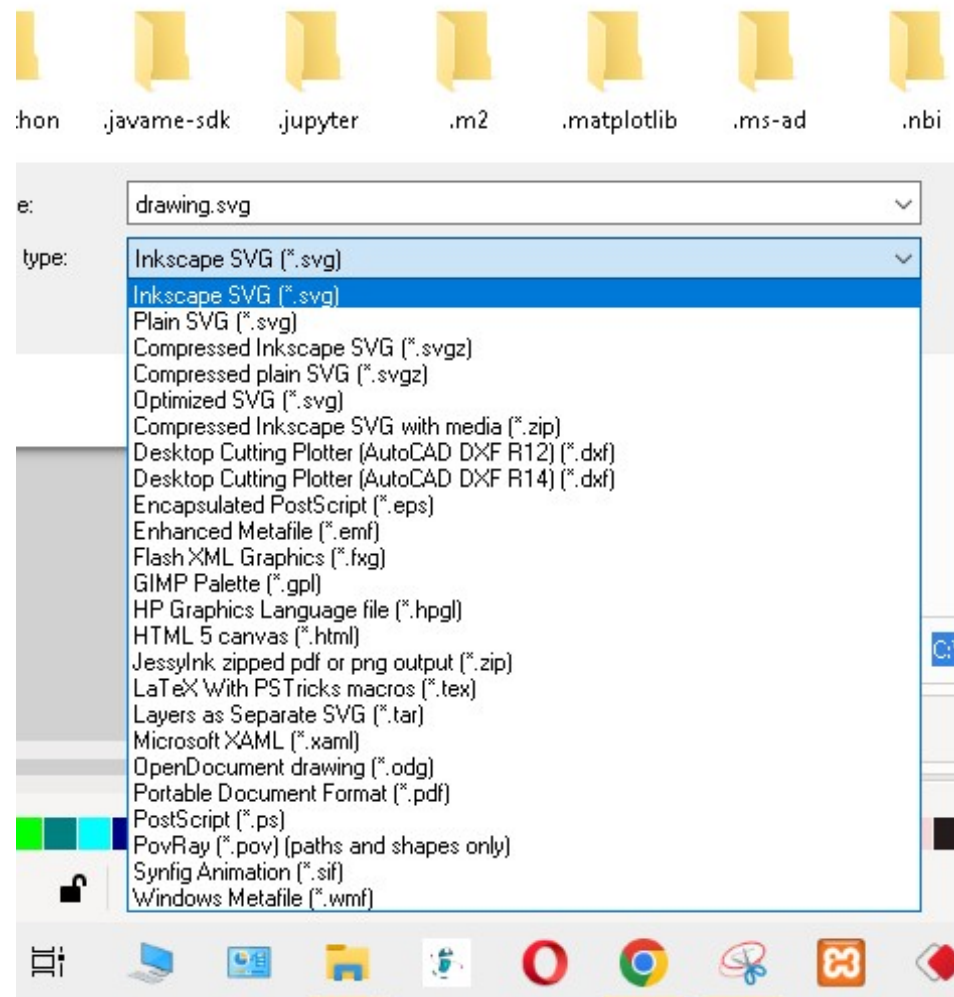 :hon .javame-sdk .jupyter .m2 .matplotlib .ms-ad .nbi
e: drawing.svg
type: Inkscape SVG (*.svg)
Inkscape SVG (*.svg)
Plain SVG (*.svg)
Compressed Inkscape SVG (*.svgz)
Compressed plain SVG (*.svgz)
Optimized SVG (*.svg)
Compressed Inkscape SVG with media (*.zip)
Desktop Cutting Plotter (AutoCAD DXF R12) (*.dxf)
Desktop Cutting Plotter (AutoCAD DXF R14) (*.dxf)
Encapsulated PostScript (*.eps)
Enhanced Metafile (*.emf)
Flash XML Graphics (*.fxg)
GIMP Palette (*.gpl)
HP Graphics Language file (*.hpgl)
HTML 5 canvas (*.html)
JessyInk zipped pdf or png output (*.zip)
LaTeX With PSTricks macros (*.tex)
Layers as Separate SVG (*.tar)
Microsoft XAML (*.xaml)
OpenDocument drawing (*.odg)
Portable Document Format (*.pdf)
PostScript (*.ps)
PovRay (*.pov) (paths and shapes only)
Synfig Animation (*.sif)
Windows Metafile (*.wmf)
C: